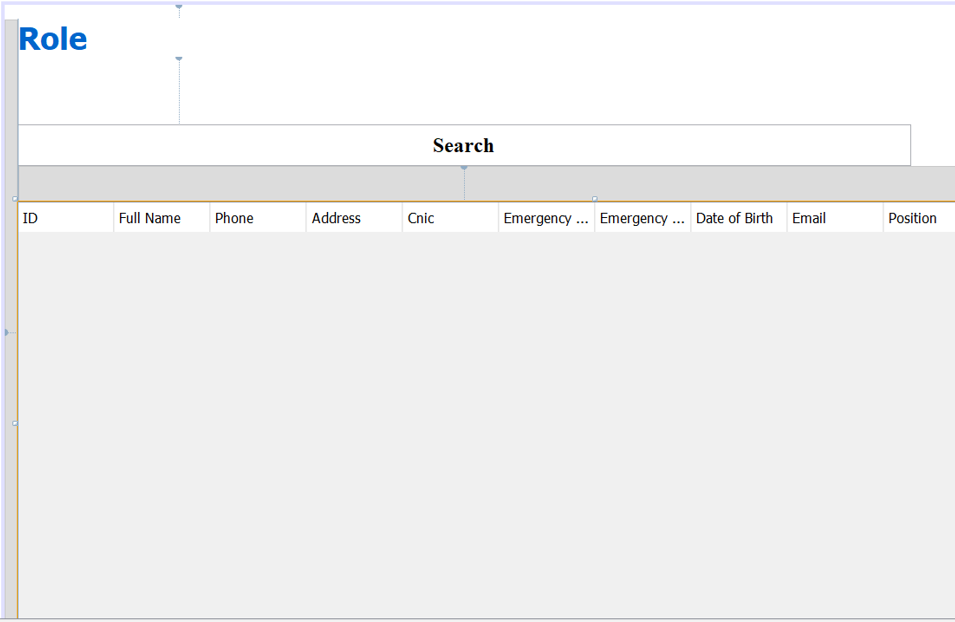 Role
Search
ID Full Name Phone Address Cnic Emergency ... Emergency ... Date of Birth Email Position